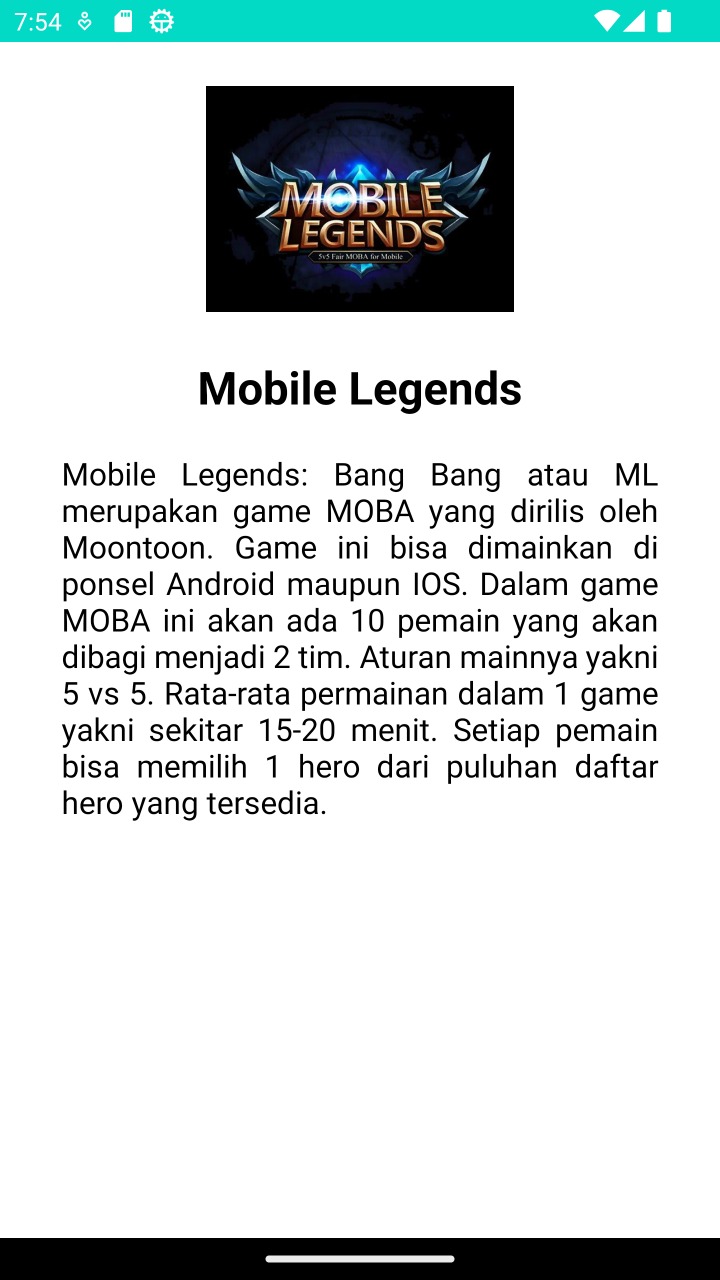 7:54
MOBILE
LEGENDS
5v5 Fair MOBA for Mobile
Mobile Legends
Mobile Legends: Bang Bang atau ML
merupakan game MOBA yang dirilis oleh
Moontoon. Game ini bisa dimainkan di
ponsel Android maupun IOS. Dalam game
MOBA ini akan ada 10 pemain yang akan
dibagi menjadi 2 tim. Aturan mainnya yakni
5 vs 5. Rata-rata permainan dalam 1 game
yakni sekitar 15-20 menit. Setiap pemain
bisa memilih 1 hero dari puluhan daftar
hero yang tersedia.